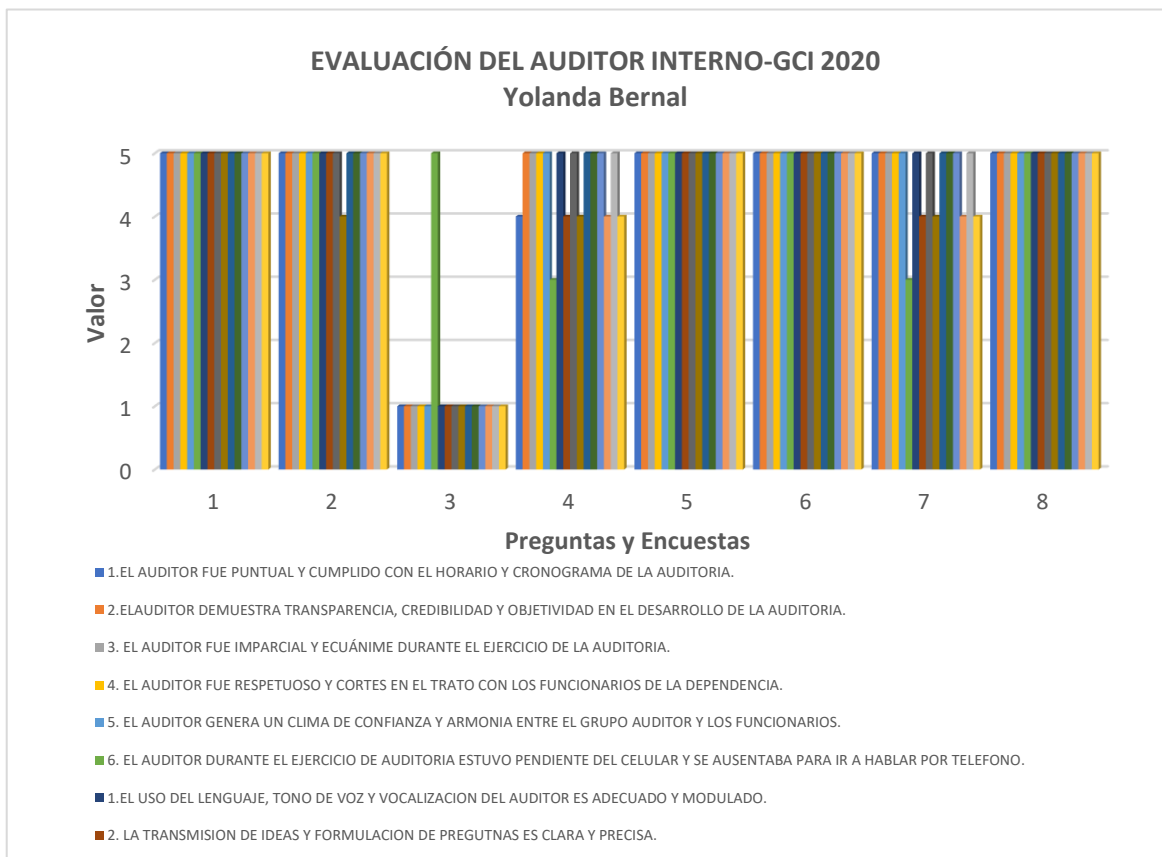 EVALUACIÓN DEL AUDITOR INTERNO-GCI 2020
Yolanda Bernal
5
4
3
2
1
0
Valor
1 2 3 4 5 6 7 8
Preguntas y Encuestas
1.EL AUDITOR FUE PUNTUAL Y CUMPLIDO CON EL HORARIO Y CRONOGRAMA DE LA AUDITORIA.
2.ELAUDITOR DEMUESTRA TRANSPARENCIA, CREDIBILIDAD Y OBJETIVIDAD EN EL DESARROLLO DE LA AUDITORIA.
3. EL AUDITOR FUE IMPARCIAL Y ECUÁNIME DURANTE EL EJERCICIO DE LA AUDITORIA.
4. EL AUDITOR FUE RESPETUOSO Y CORTES EN EL TRATO CON LOS FUNCIONARIOS DE LA DEPENDENCIA.
5. EL AUDITOR GENERA UN CLIMA DE CONFIANZA Y ARMONIA ENTRE EL GRUPO AUDITOR Y LOS FUNCIONARIOS.
6. EL AUDITOR DURANTE EL EJERCICIO DE AUDITORIA ESTUVO PENDIENTE DEL CELULAR Y SE AUSENTABA PARA IR A HABLAR POR TELEFONO.
1.EL USO DEL LENGUAJE, TONO DE VOZ Y VOCALIZACION DEL AUDITOR ES ADECUADO Y MODULADO.
2. LA TRANSMISION DE IDEAS Y FORMULACION DE PREGUTNAS ES CLARA Y PRECISA.